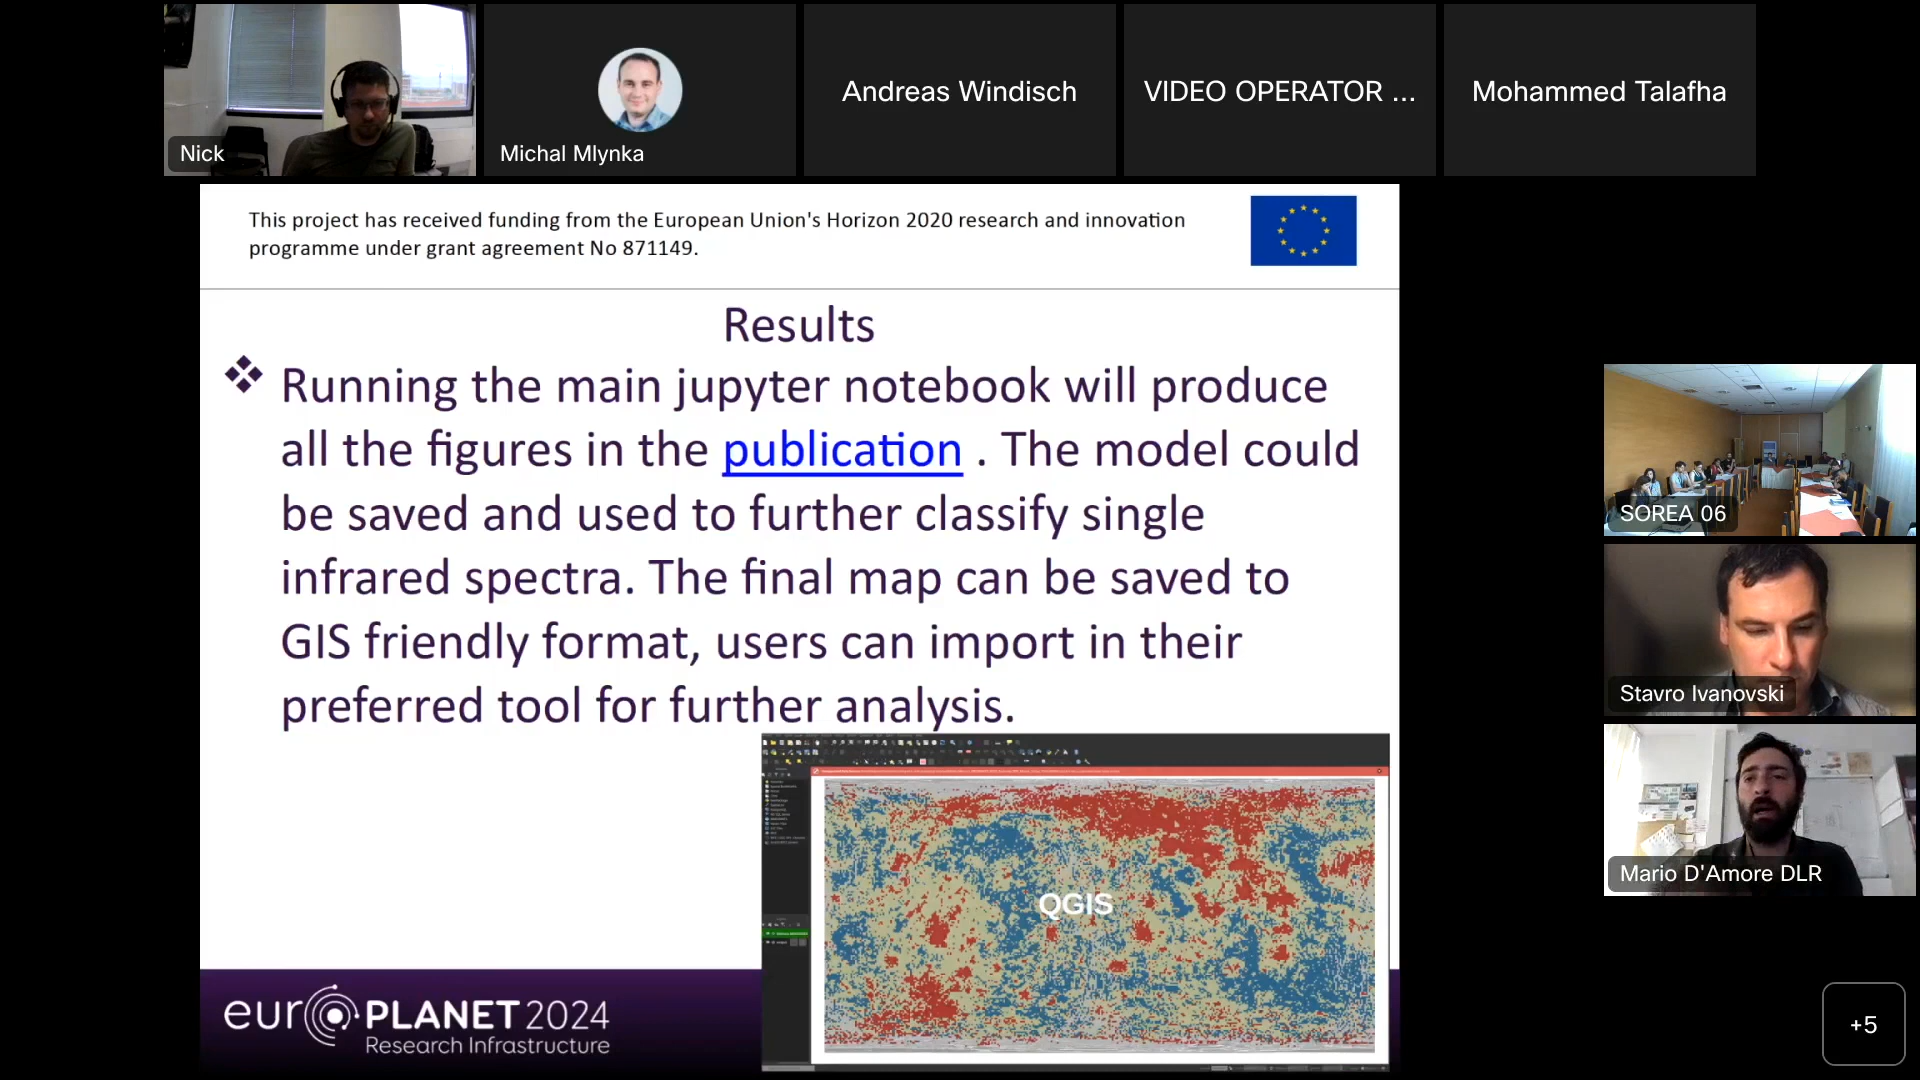 Nick
Michal Mlynka
Andreas Windisch
VIDEO OPERATOR ...
Mohammed Talafha
This project has received funding from the European Union's Horizon 2020 research and innovation
programme under grant agreement No 871149.
Results
Running the main jupyter notebook will produce
all the figures in the publication . The model could
be saved and used to further classify single
infrared spectra. The final map can be saved to
GIS friendly format, users can import in their
preferred tool for further analysis.
QGIS
europLANET 2024
Research Infrastructure
SOREA 06
Stavro Ivanovski
Mario D'Amore DLR
+5